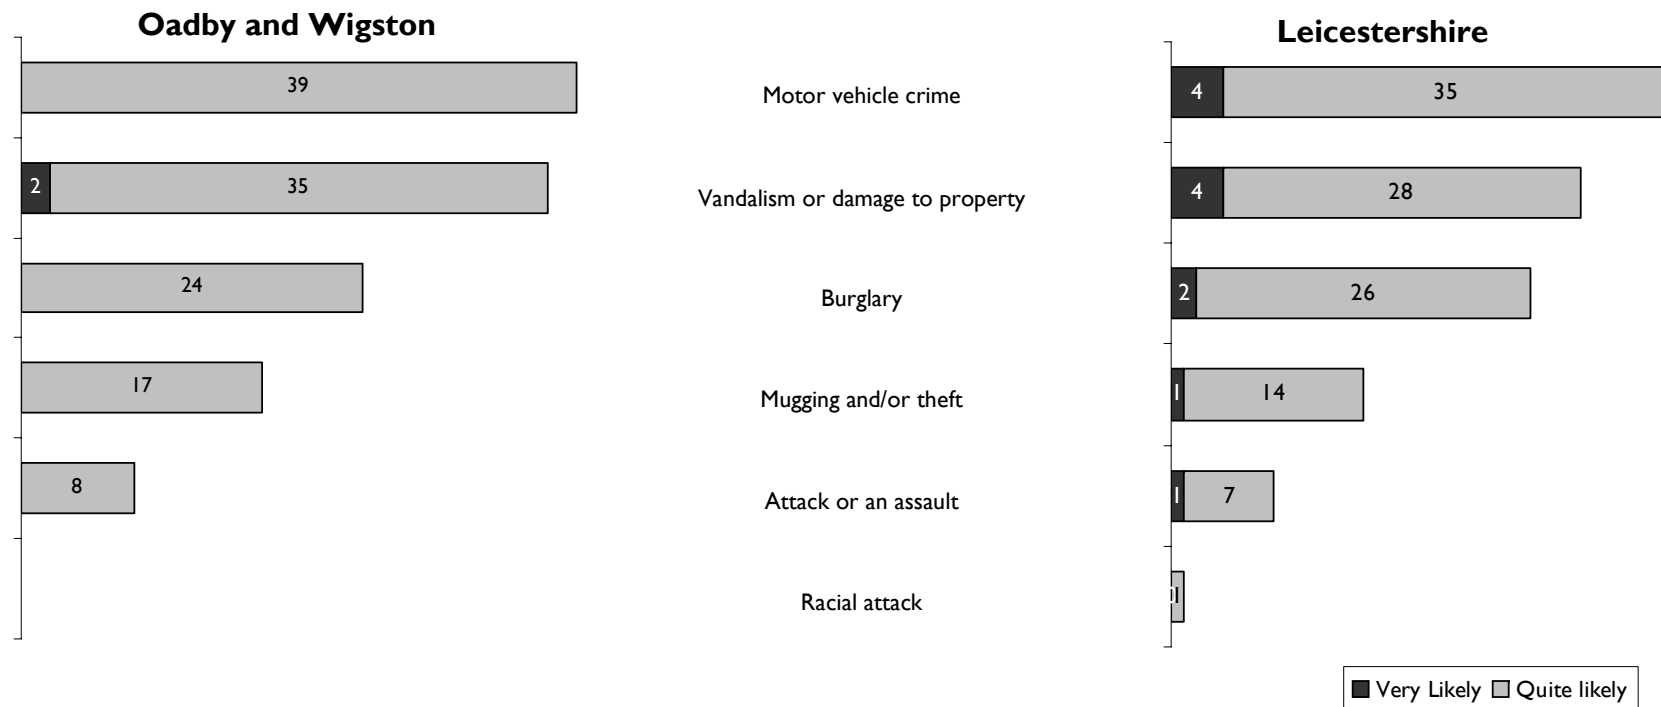 Oadby and Wigston
Leicestershire
39
Motor vehicle crime
4 35
2 35
Vandalism or damage to property
4 28
24
Burglary
2 26
17
Mugging and/or theft
1 14
8
Attack or an assault
1 7
Racial attack
1
Very Likely Quite likely